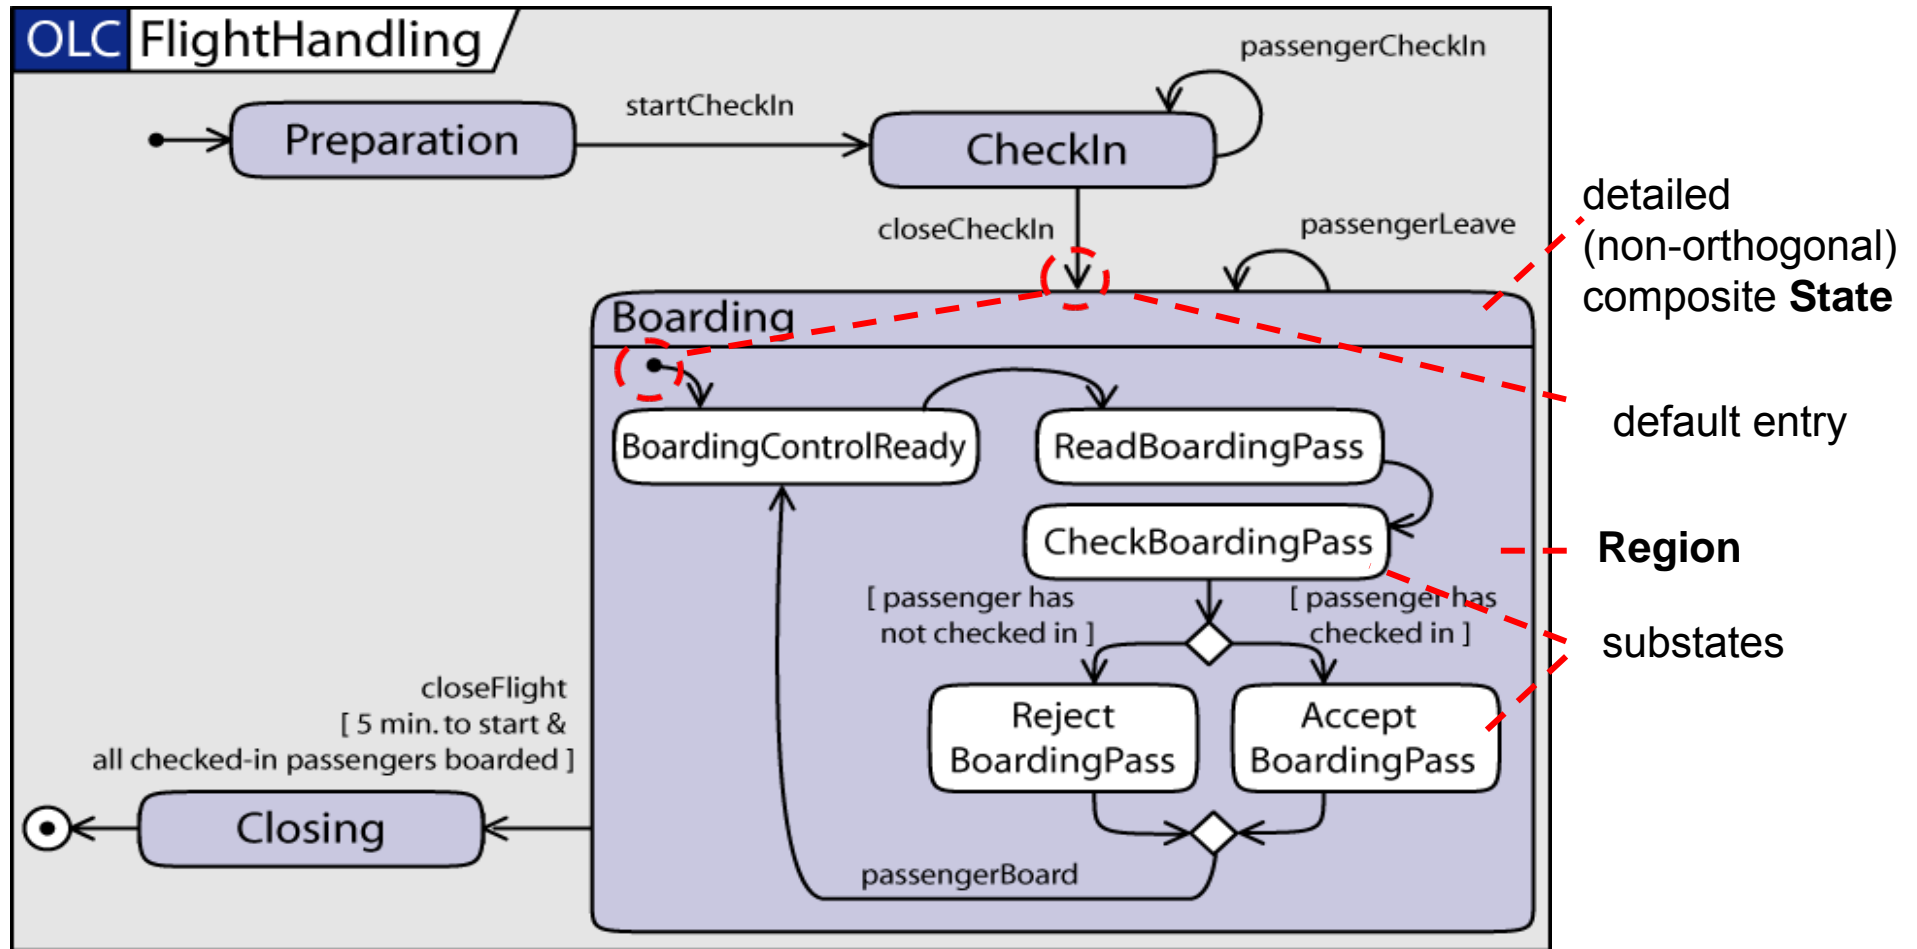 OLC FlightHandling
passengerCheckIn
startCheckIn
Preparation
CheckIn
detailed
(non-orthogonal)
composite State
closeCheckIn
passengerLeave
Boarding
default entry
BoardingControlReady
ReadBoardingPass
CheckBoardingPass
Region
[ passenger has
not checked in ]
[ passenger has
checked in ]
substates
closeFlight
[ 5 min. to start &
all checked-in passengers boarded ]
Reject
BoardingPass
Accept
BoardingPass
Closing
passengerBoard